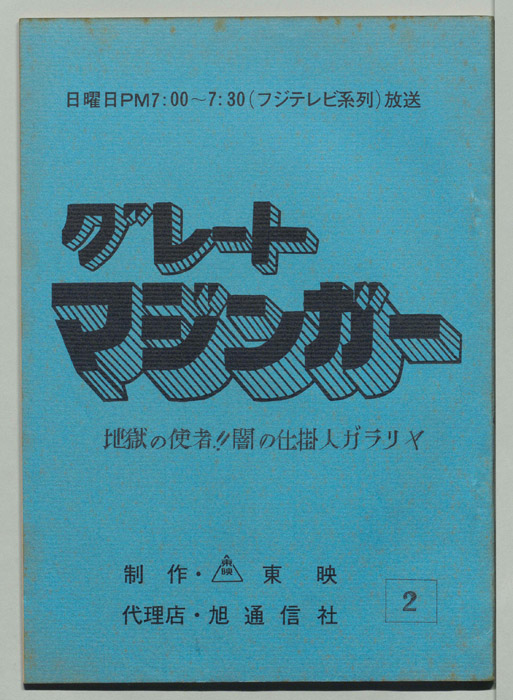 日曜日PM7:00～7:30(フジテレビ系列)放送
グレート
マジンガー
地獄の使者!!闇の仕掛人ガラリヤ
制作・東映 東映
代理店・旭通信社
2